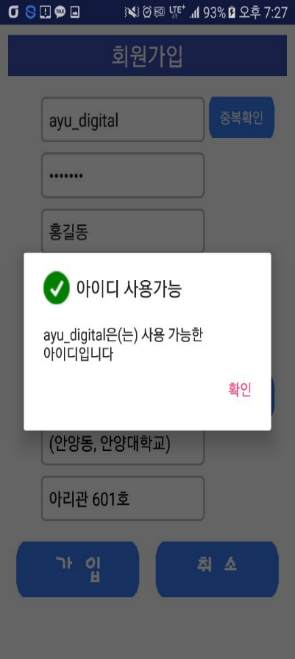 LTE+ 93% 오후 7:27
회원가입
ayu_digital 중복확인
•••••••
홍길동
아이디 사용가능
ayu_digital은(는) 사용 가능한
아이디입니다
확인
(안양동, 안양대학교)
아리관 601호
가 입 취 소